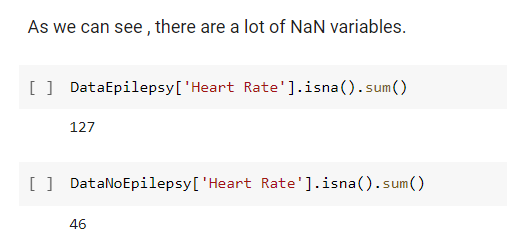 As we can see , there are a lot of NaN variables.
[ ] DataEpilepsy['Heart Rate'].isna().sum()
127
[ ] DataNoEpilepsy['Heart Rate'].isna().sum()
46